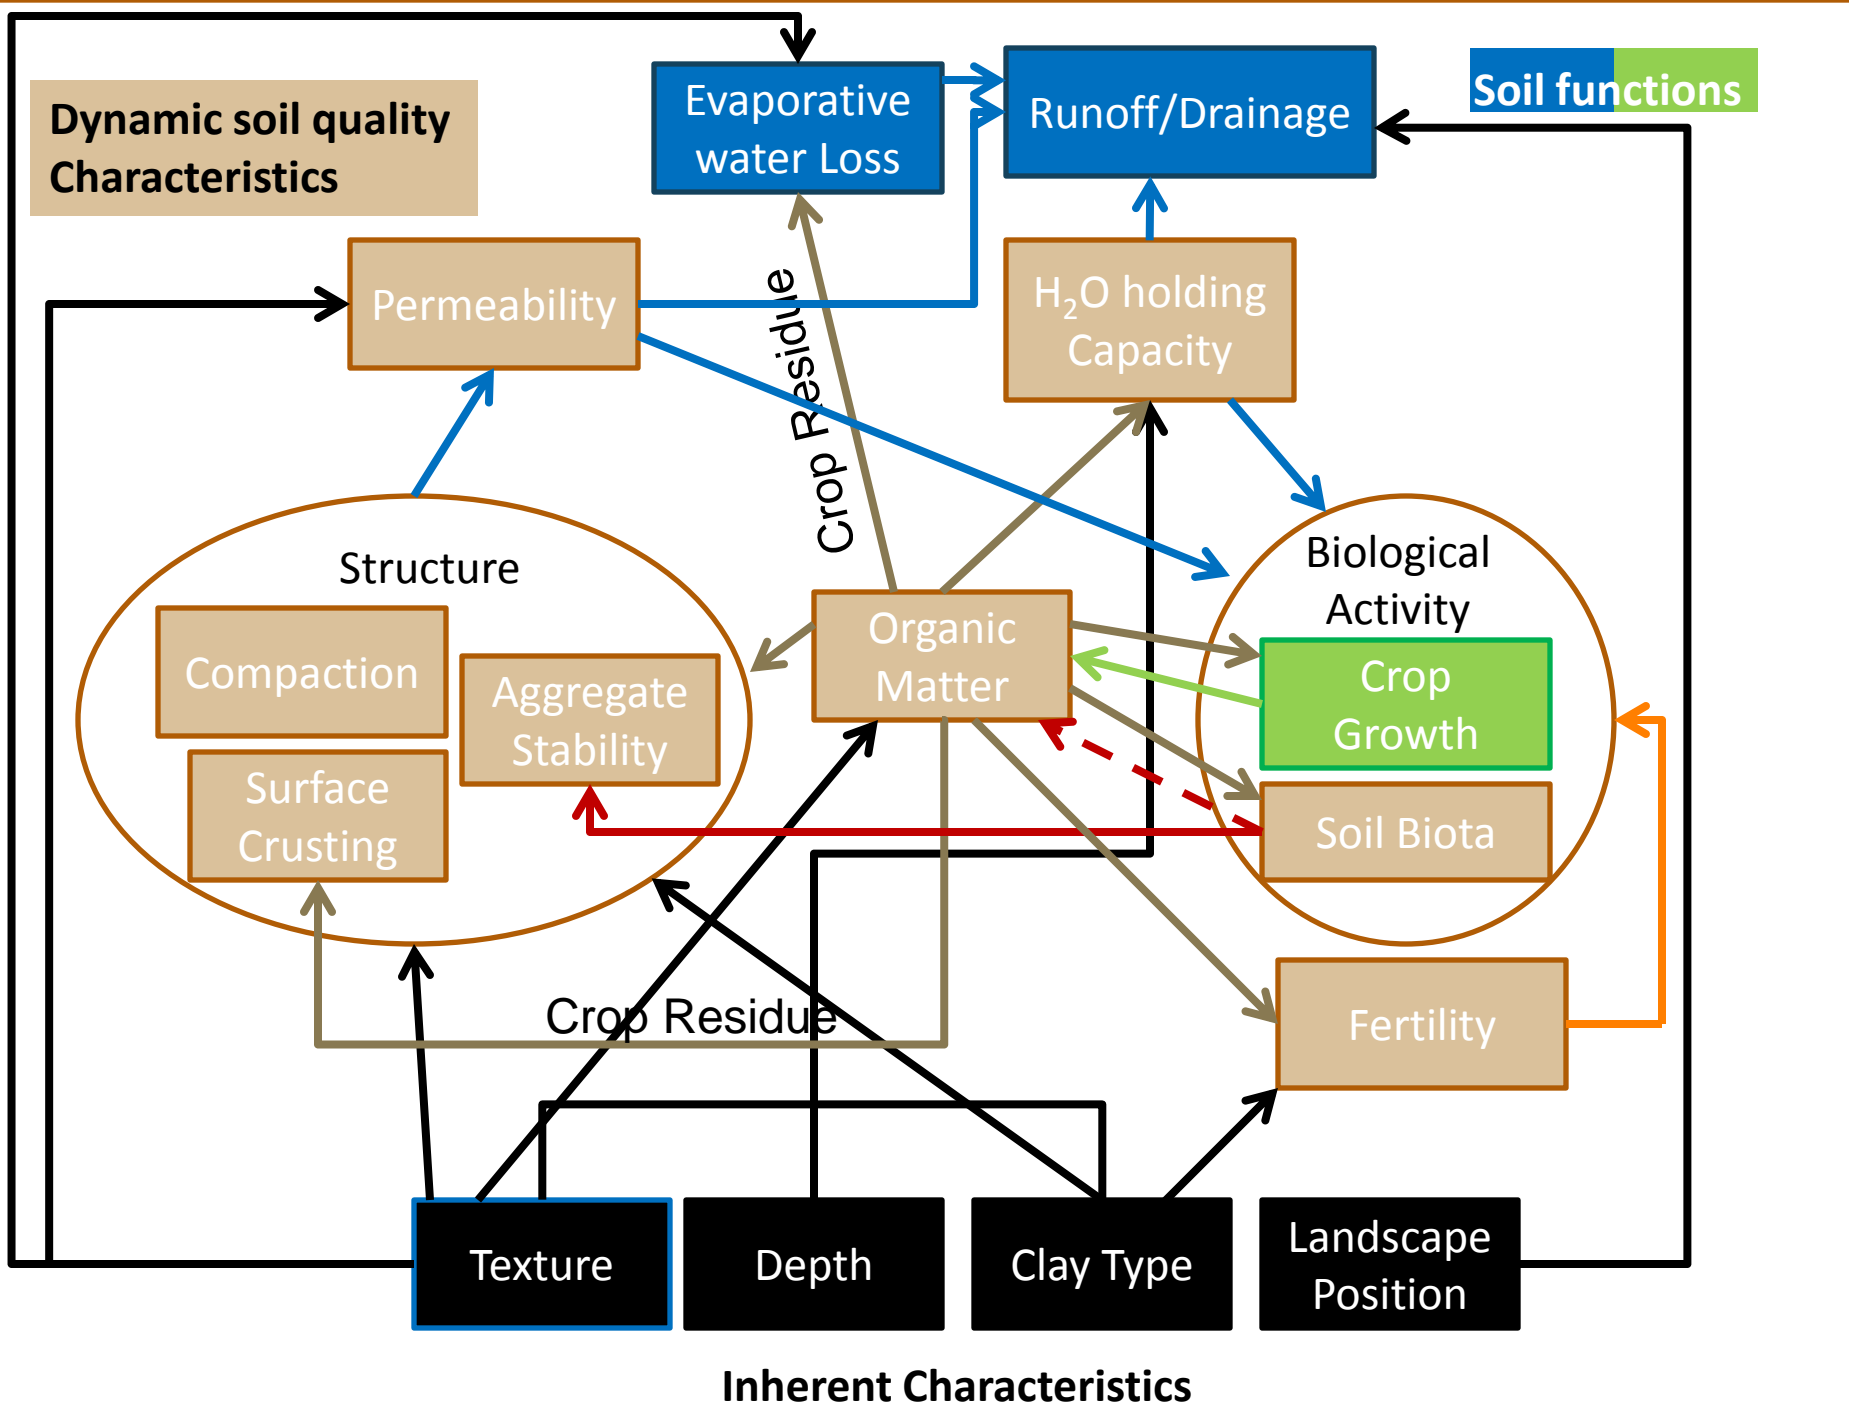 Dynamic soil quality
Characteristics
Evaporative
water Loss
Runoff/Drainage
Soil functions
Permeability
H₂O holding
Capacity
Crop Residue
Structure
Compaction
Aggregate
Stability
Surface
Crusting
Organic
Matter
Biological
Activity
Crop
Growth
Soil Biota
Crop Residue
Fertility
Texture
Depth
Clay Type
Landscape
Position
Inherent Characteristics